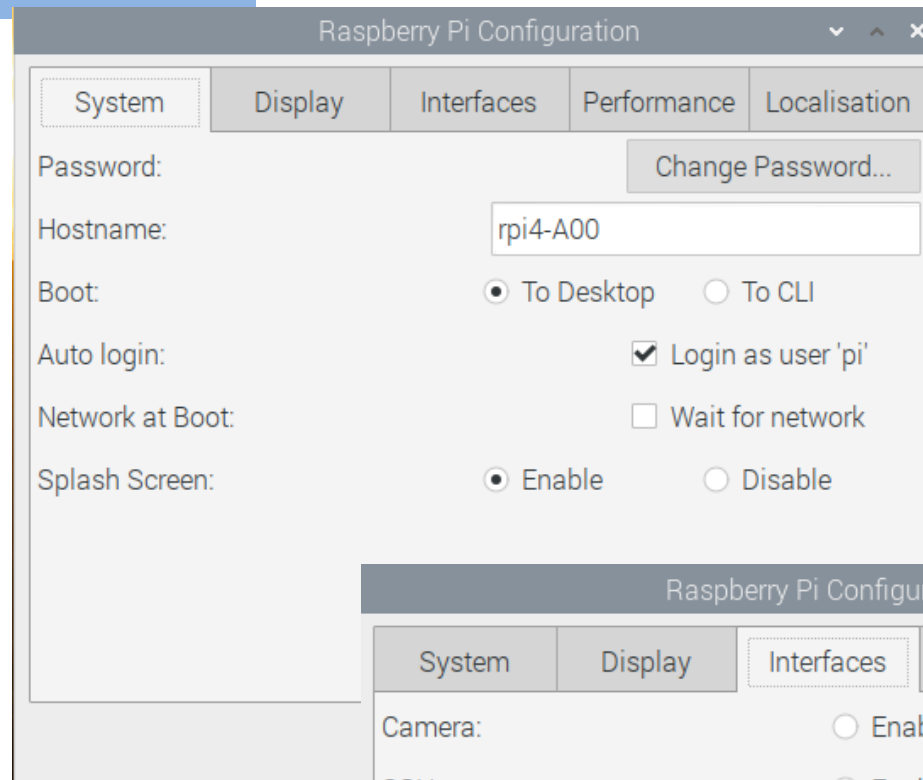 Raspberry Pi Configuration
System Display Interfaces Performance Localisation
Password: Change Password...
Hostname: rpi4-A00
Boot: To Desktop To CLI
Auto login: Login as user 'pi'
Network at Boot: Wait for network
Splash Screen: Enable Disable
Raspberry Pi
System Display Interfaces
Camera: